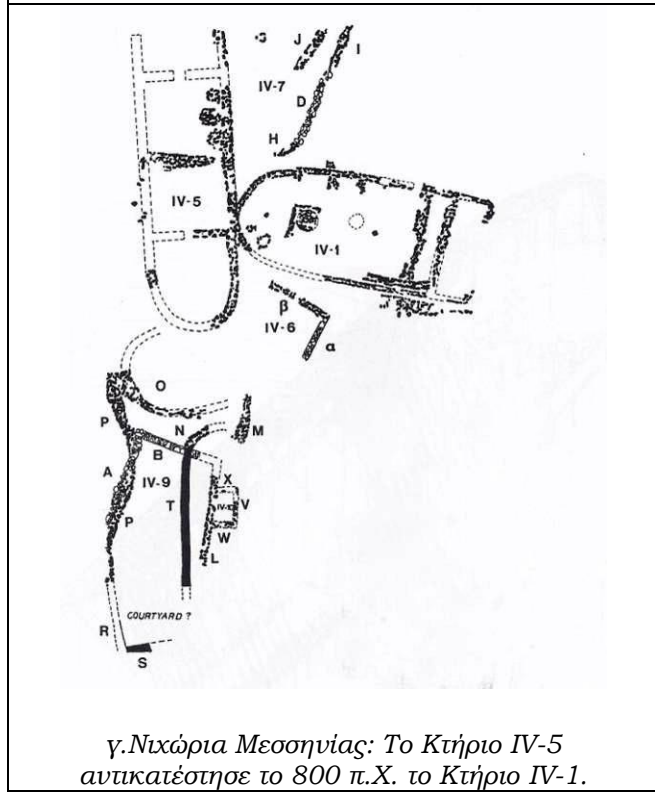 G J I
IV-7
D
H
IV-5
IV-1
β
IV-6
α
O
P N M
B
A IV-9 X
T V
P
W
L
COURTYARD ?
R
S
γ.Νιχώρια Μεσσηνίας: Το Κτήριο IV-5
αντικατέστησε το 800 π.Χ. το Κτήριο IV-1.